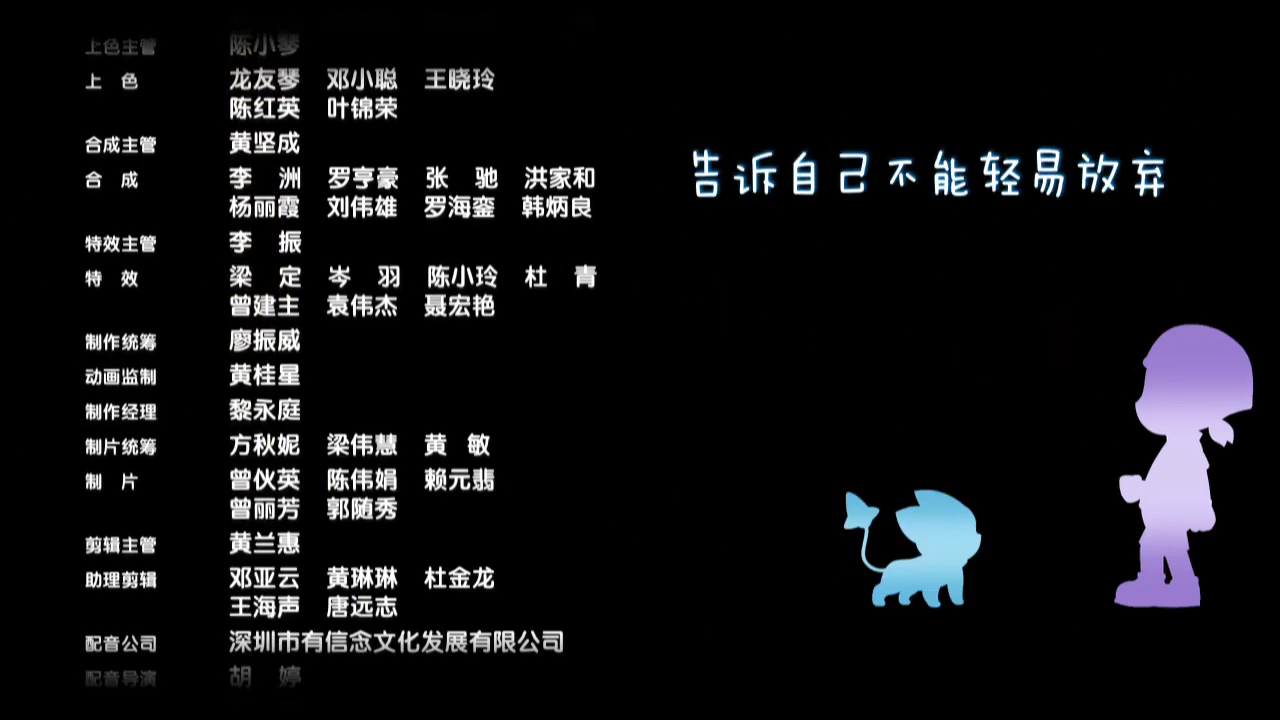 上色主管 陈小琴
上 色 龙友琴 邓小聪 王晓玲
陈红英 叶锦荣
合成主管 黄坚成
合 成 李 洲 罗亨豪 张 驰 洪家和
杨丽霞 刘伟雄 罗海銮 韩炳良
特效主管 李 振
特 效 梁 定 岑 羽 陈小玲 杜 青
曾建主 袁伟杰 聂宏艳
制作统筹 廖振威
动画监制 黄桂星
制作经理 黎永庭
制片统筹 方秋妮 梁伟慧 黄 敏
制 片 曾伙英 陈伟娟 赖元翡
曾丽芳 郭随秀
剪辑主管 黄兰惠
助理剪辑 邓亚云 黄琳琳 杜金龙
王海声 唐远志
配音公司 深圳市有信念文化发展有限公司
配音导演 胡 婷
告诉自己不能轻易放弃